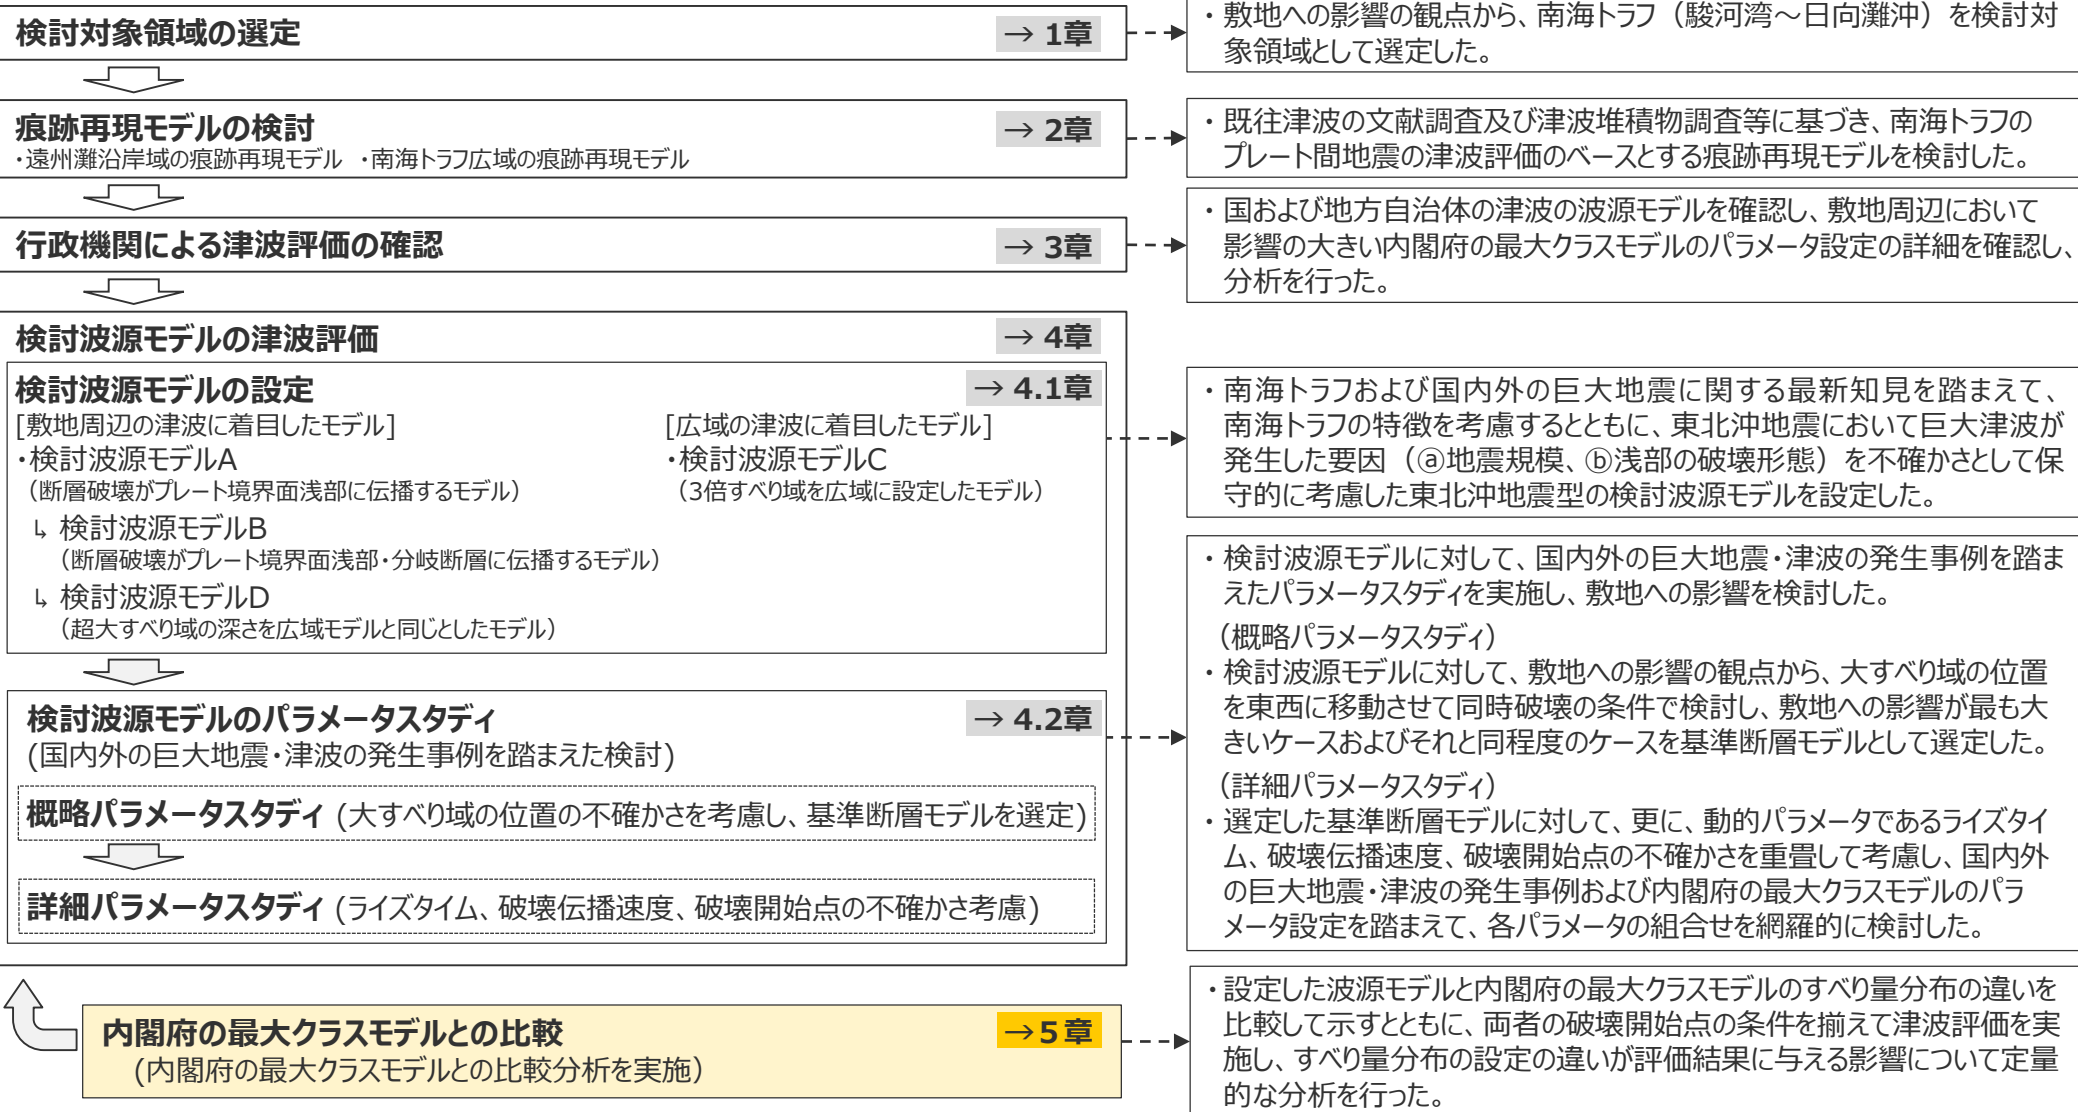 検討対象領域の選定 → 1章
・敷地への影響の観点から、南海トラフ（駿河湾～日向灘沖）を検討対
象領域として選定した。
痕跡再現モデルの検討 → 2章
・遠州灘沿岸域の痕跡再現モデル ・南海トラフ広域の痕跡再現モデル
・既往津波の文献調査及び津波堆積物調査等に基づき、南海トラフの
プレート間地震の津波評価のベースとする痕跡再現モデルを検討した。
行政機関による津波評価の確認 → 3章
・国および地方自治体の津波の波源モデルを確認し、敷地周辺において
影響の大きい内閣府の最大クラスモデルのパラメータ設定の詳細を確認し、
分析を行った。
検討波源モデルの津波評価 → 4章
検討波源モデルの設定 → 4.1章
[敷地周辺の津波に着目したモデル] [広域の津波に着目したモデル]
・検討波源モデルA ・検討波源モデルC
（断層破壊がプレート境界面浅部に伝播するモデル） （3倍すべり域を広域に設定したモデル）
↳ 検討波源モデルB
（断層破壊がプレート境界面浅部・分岐断層に伝播するモデル）
↳ 検討波源モデルD
（超大すべり域の深さを広域モデルと同じとしたモデル）
・南海トラフおよび国内外の巨大地震に関する最新知見を踏まえて、
南海トラフの特徴を考慮するとともに、東北沖地震において巨大津波が
発生した要因（ⓐ地震規模、ⓑ浅部の破壊形態）を不確かさとして保
守的に考慮した東北沖地震型の検討波源モデルを設定した。
検討波源モデルのパラメータスタディ → 4.2章
(国内外の巨大地震・津波の発生事例を踏まえた検討)
概略パラメータスタディ (大すべり域の位置の不確かさを考慮し、基準断層モデルを選定)
詳細パラメータスタディ (ライズタイム、破壊伝播速度、破壊開始点の不確かさ考慮)
・検討波源モデルに対して、国内外の巨大地震・津波の発生事例を踏ま
えたパラメータスタディを実施し、敷地への影響を検討した。
（概略パラメータスタディ）
・検討波源モデルに対して、敷地への影響の観点から、大すべり域の位置
を東西に移動させて同時破壊の条件で検討し、敷地への影響が最も大
きいケースおよびそれと同程度のケースを基準断層モデルとして選定した。
（詳細パラメータスタディ）
・選定した基準断層モデルに対して、更に、動的パラメータであるライズタイ
ム、破壊伝播速度、破壊開始点の不確かさを重畳して考慮し、国内外
の巨大地震・津波の発生事例および内閣府の最大クラスモデルのパラ
メータ設定を踏まえて、各パラメータの組合せを網羅的に検討した。
内閣府の最大クラスモデルとの比較 →5章
(内閣府の最大クラスモデルとの比較分析を実施)
・設定した波源モデルと内閣府の最大クラスモデルのすべり量分布の違いを
比較して示すとともに、両者の破壊開始点の条件を揃えて津波評価を実
施し、すべり量分布の設定の違いが評価結果に与える影響について定量
的な分析を行った。